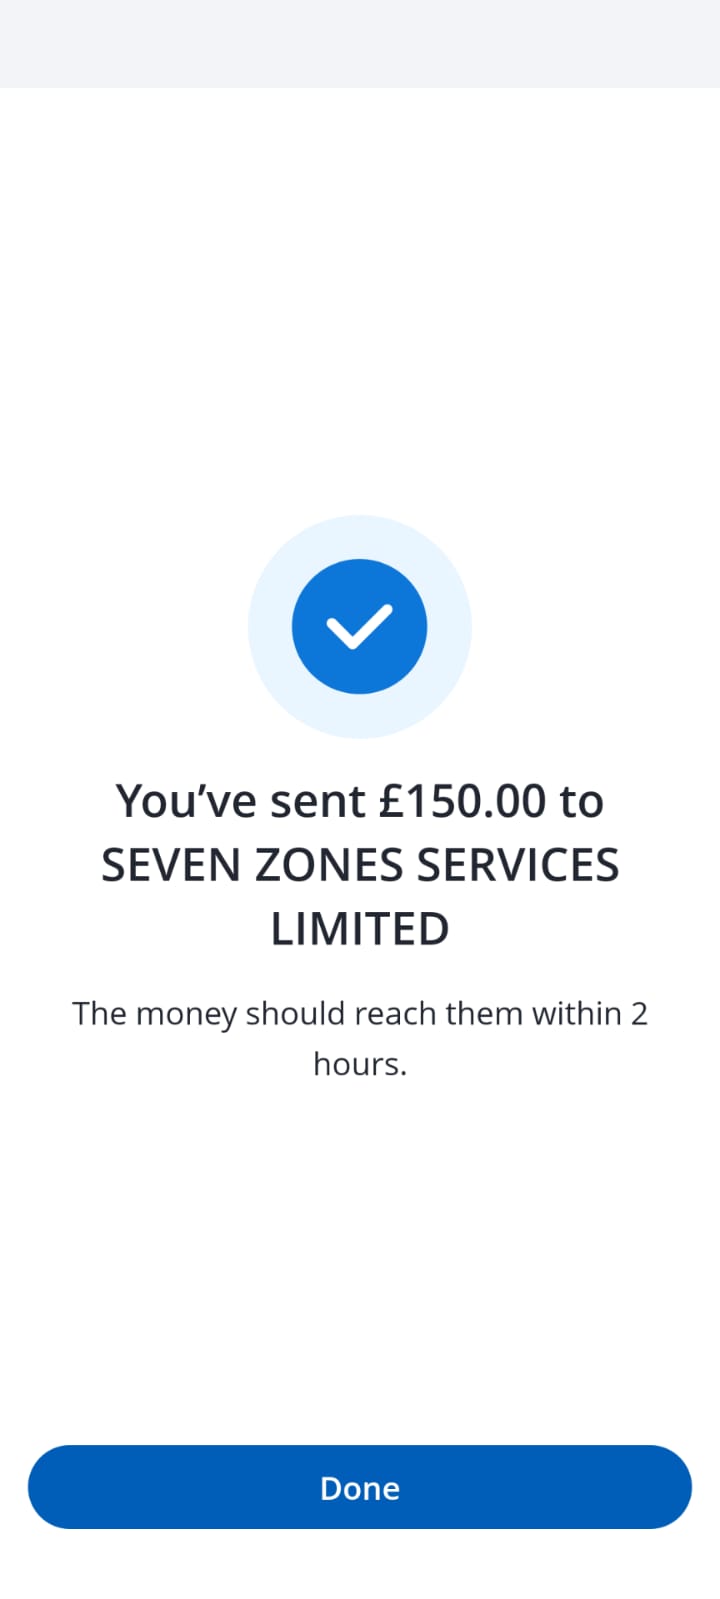 You’ve sent £150.00 to
SEVEN ZONES SERVICES
LIMITED
The money should reach them within 2
hours.
Done